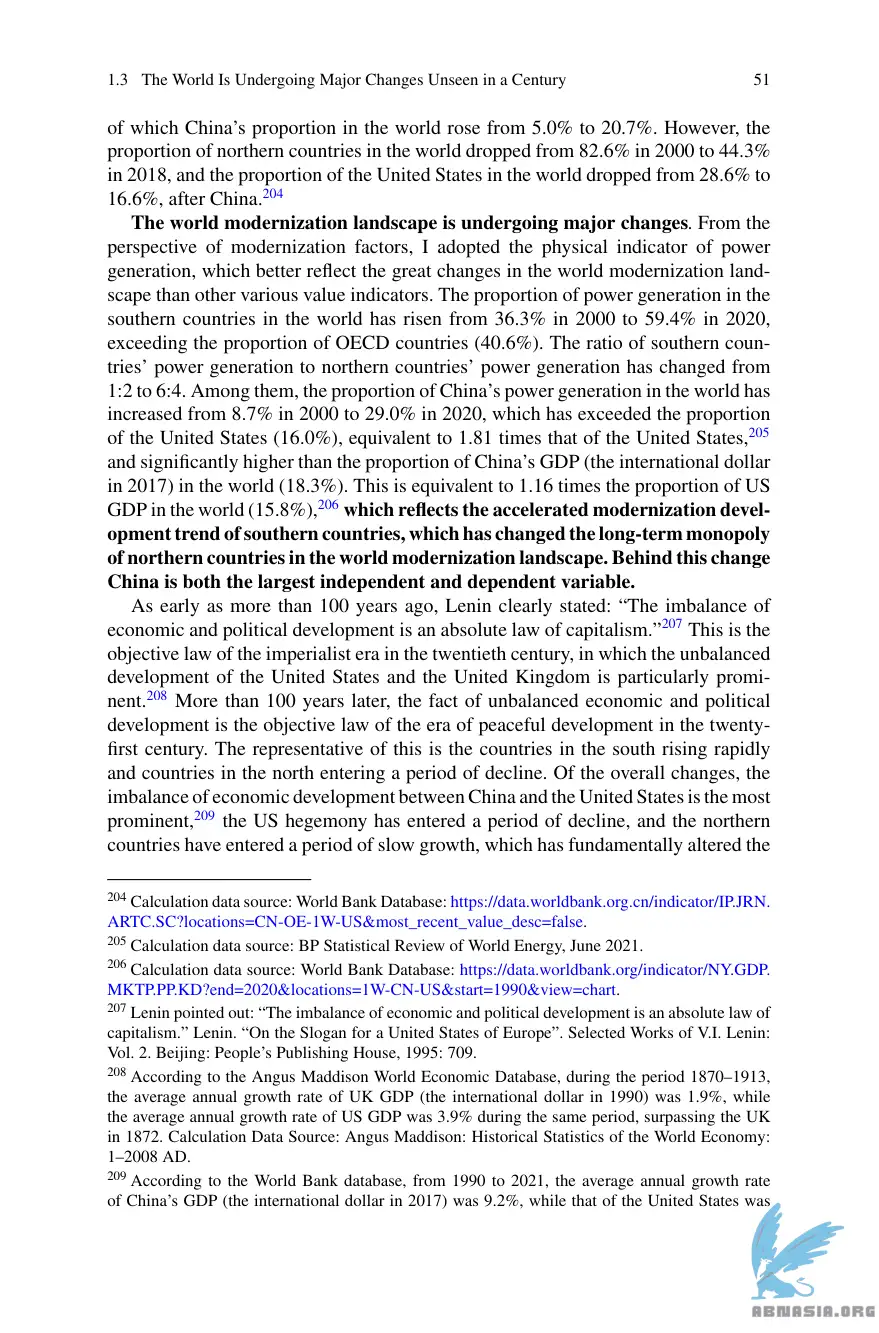 1.3 The World Is Undergoing Major Changes Unseen in a Century 51
of which China's proportion in the world rose from 5.0% to 20.7%. However, the
proportion of northern countries in the world dropped from 82.6% in 2000 to 44.3%
in 2018, and the proportion of the United States in the world dropped from 28.6% to
16.6%, after China.204
The world modernization landscape is undergoing major changes. From the
perspective of modernization factors, I adopted the physical indicator of power
generation, which better reflect the great changes in the world modernization land-
scape than other various value indicators. The proportion of power generation in the
southern countries in the world has risen from 36.3% in 2000 to 59.4% in 2020,
exceeding the proportion of OECD countries (40.6%). The ratio of southern coun-
tries' power generation to northern countries' power generation has changed from
1:2 to 6:4. Among them, the proportion of China's power generation in the world has
increased from 8.7% in 2000 to 29.0% in 2020, which has exceeded the proportion
of the United States (16.0%), equivalent to 1.81 times that of the United States,205
and significantly higher than the proportion of China's GDP (the international dollar
in 2017) in the world (18.3%). This is equivalent to 1.16 times the proportion of US
GDP in the world (15.8%),206 which reflects the accelerated modernization devel-
opment trend of southern countries, which has changed the long-term monopoly
of northern countries in the world modernization landscape. Behind this change
China is both the largest independent and dependent variable.
As early as more than 100 years ago, Lenin clearly stated: “The imbalance of
economic and political development is an absolute law of capitalism.”207 This is the
objective law of the imperialist era in the twentieth century, in which the unbalanced
development of the United States and the United Kingdom is particularly promi-
nent.208 More than 100 years later, the fact of unbalanced economic and political
development is the objective law of the era of peaceful development in the twenty-
first century. The representative of this is the countries in the south rising rapidly
and countries in the north entering a period of decline. Of the overall changes, the
imbalance of economic development between China and the United States is the most
prominent,209 the US hegemony has entered a period of decline, and the northern
countries have entered a period of slow growth, which has fundamentally altered the
204 Calculation data source: World Bank Database: https://data.worldbank.org.cn/indicator/IP.JRN.
ARTC.SC?locations=CN-OE-1W-US&most_recent_value_desc=false.
205 Calculation data source: BP Statistical Review of World Energy, June 2021.
206 Calculation data source: World Bank Database: https://data.worldbank.org/indicator/NY.GDP.
MKTP.PP.KD?end=2020&locations=1W-CN-US&start=1990&view=chart.
207 Lenin pointed out: “The imbalance of economic and political development is an absolute law of
capitalism.” Lenin. “On the Slogan for a United States of Europe”. Selected Works of V.I. Lenin:
Vol. 2. Beijing: People's Publishing House, 1995: 709.
208 According to the Angus Maddison World Economic Database, during the period 1870–1913,
the average annual growth rate of UK GDP (the international dollar in 1990) was 1.9%, while
the average annual growth rate of US GDP was 3.9% during the same period, surpassing the UK
in 1872. Calculation Data Source: Angus Maddison: Historical Statistics of the World Economy:
1–2008 AD.
209 According to the World Bank database, from 1990 to 2021, the average annual growth rate
of China's GDP (the international dollar in 2017) was 9.2%, while that of the United States was
ABNASIA.ORG